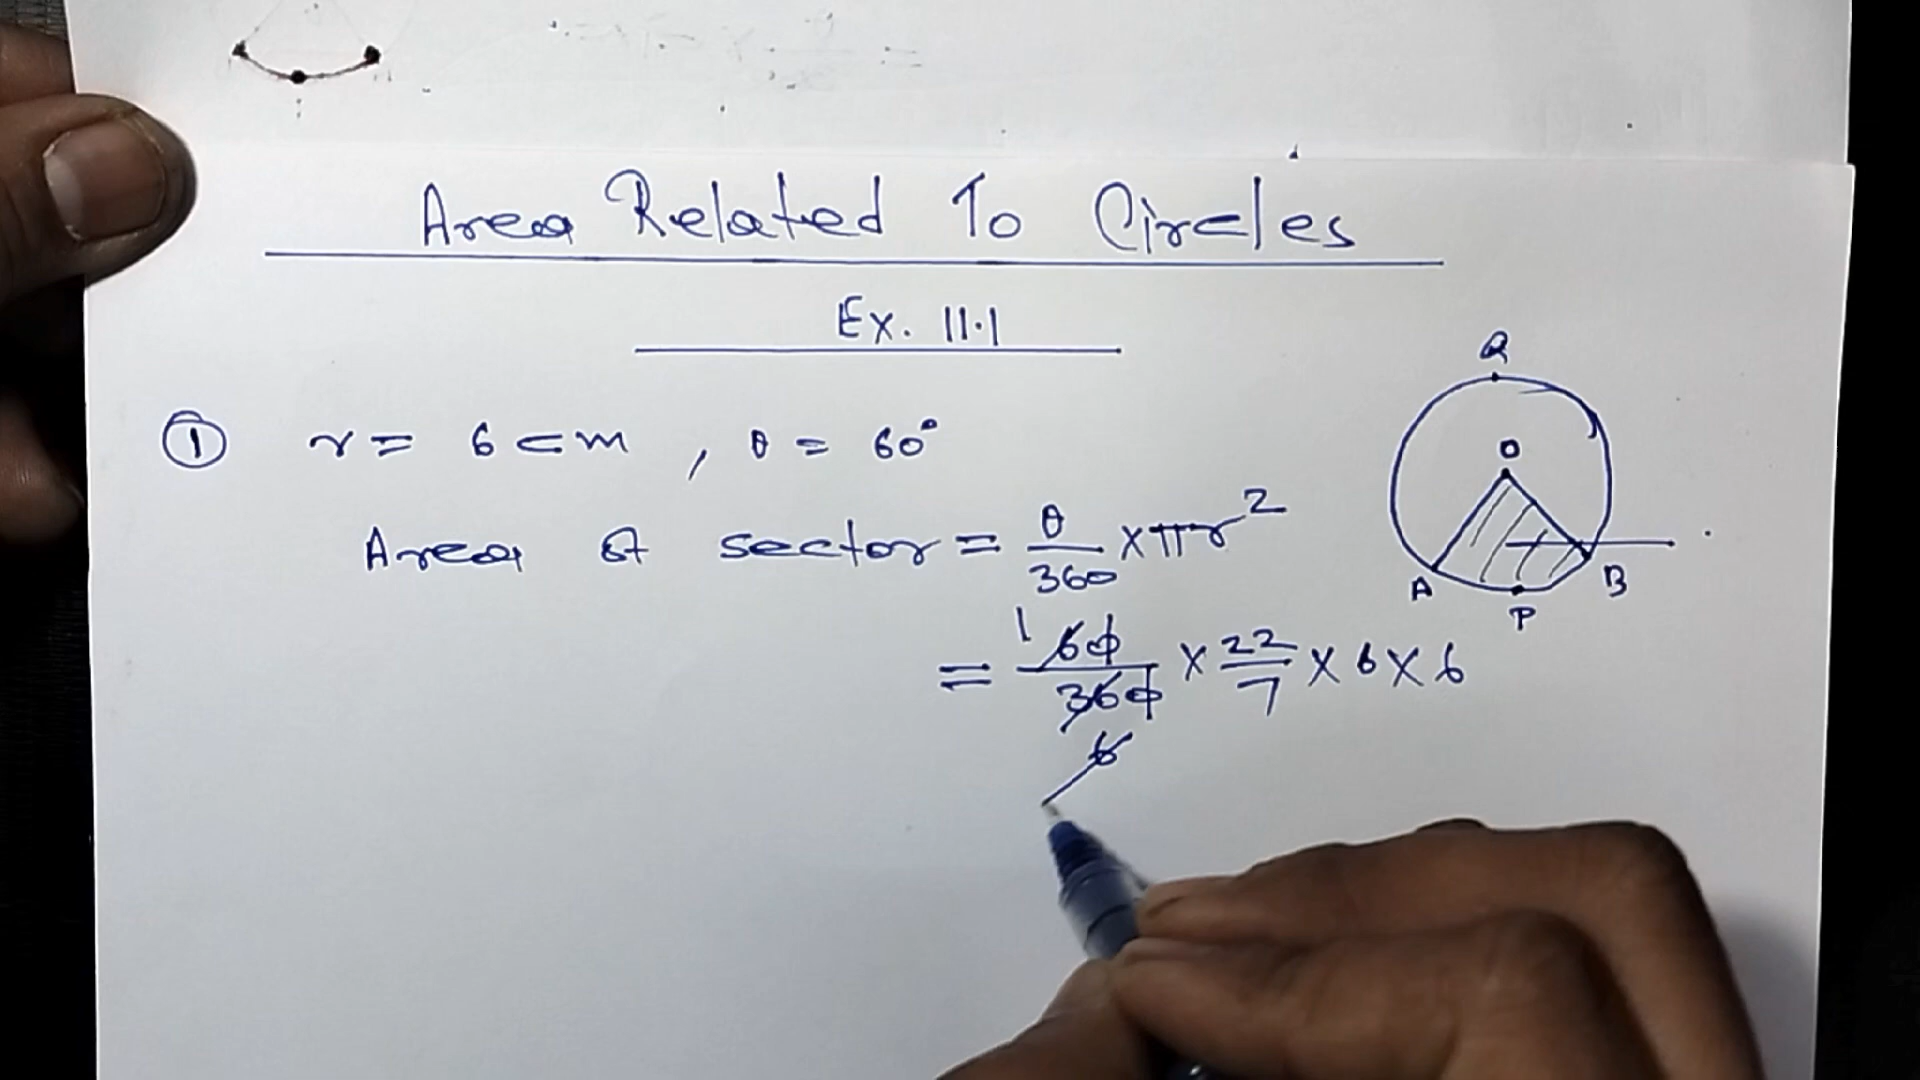 Area Related To Circles
Ex. 11.1
① r = 6 cm , θ = 60°
Area of sector = θ/360 × πr²
= 60/360 × 22/7 × 6 × 6
1
6
Q
O
A
B
P